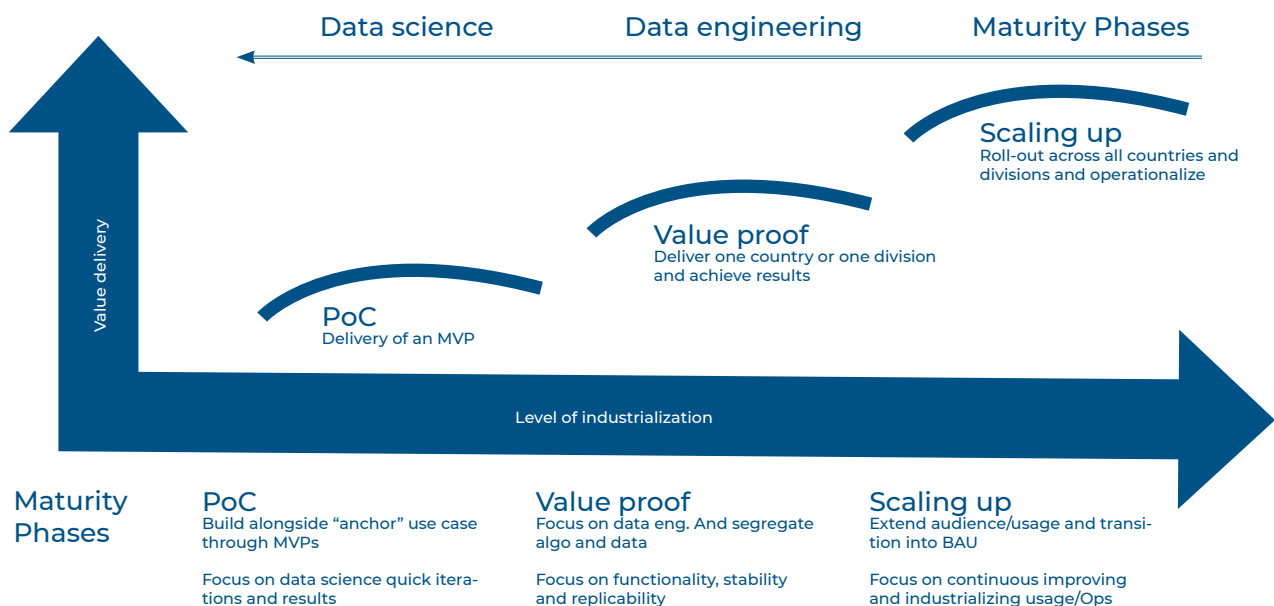 Data science
Data engineering
Maturity Phases
Scaling up
Roll-out across all countries and
divisions and operationalize
Value proof
Deliver one country or one division
and achieve results
PoC
Delivery of an MVP
Value delivery
Level of industrialization
Maturity
Phases
PoC
Build alongside “anchor” use case
through MVPs
Focus on data science quick itera-
tions and results
Value proof
Focus on data eng. And segregate
algo and data
Focus on functionality, stability
and replicability
Scaling up
Extend audience/usage and transi-
tion into BAU
Focus on continuous improving
and industrializing usage/Ops